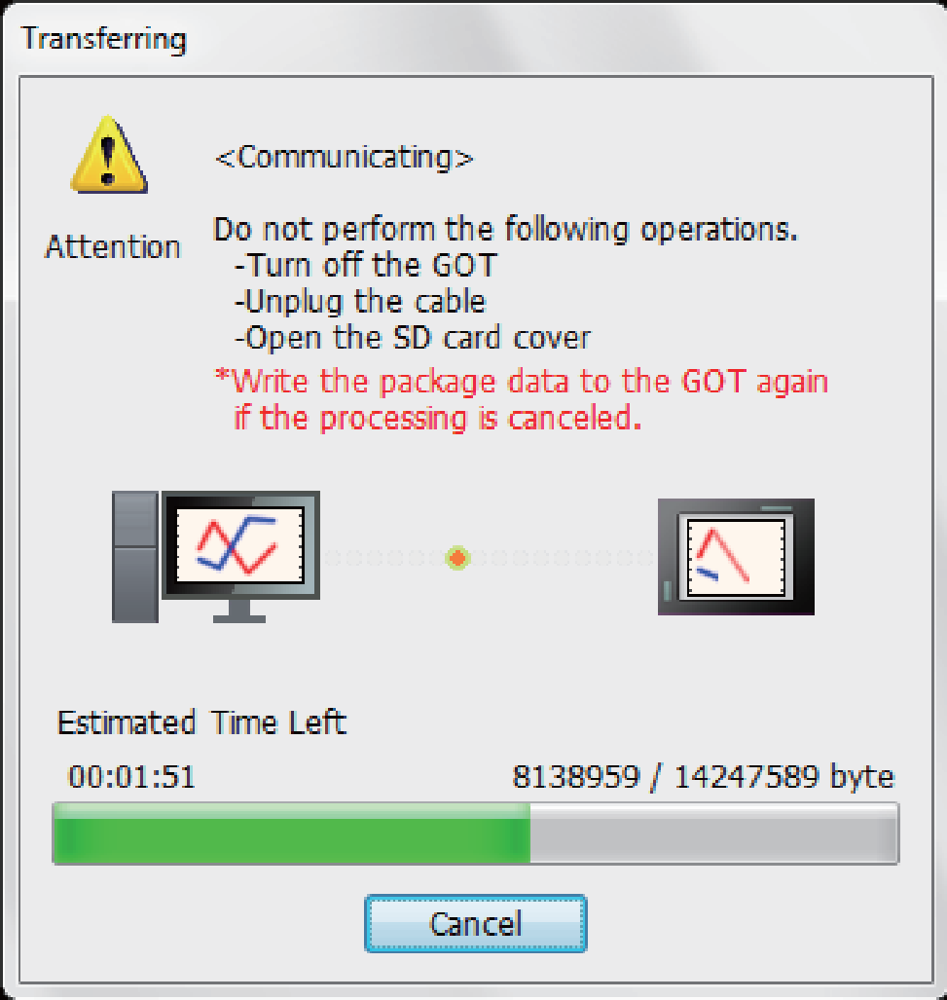 Transferring
<Communicating>
Attention
Do not perform the following operations.
-Turn off the GOT
-Unplug the cable
-Open the SD card cover
*Write the package data to the GOT again
if the processing is canceled.
Estimated Time Left
00:01:51 8138959 / 14247589 byte
Cancel